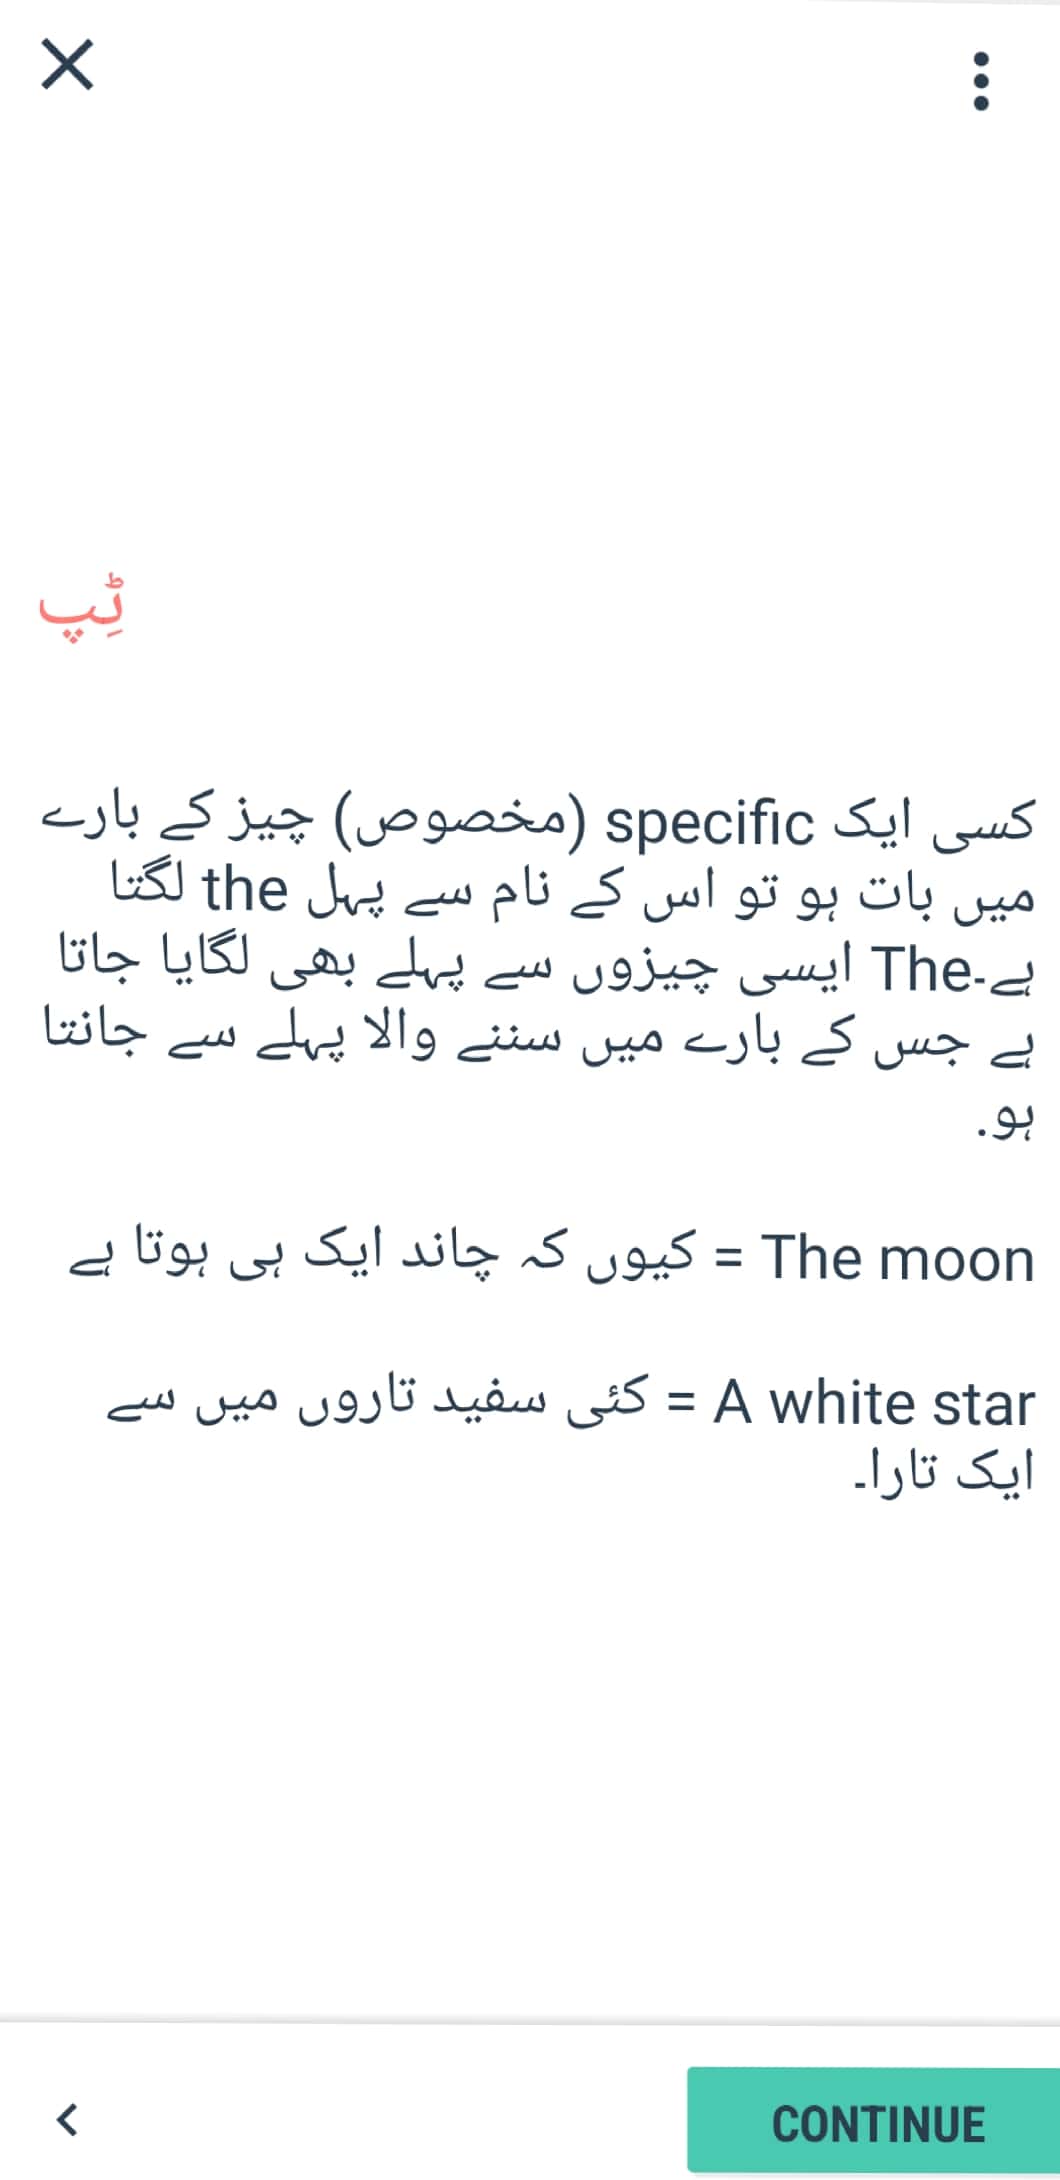 ٹِپ
کسی ایک specific (مخصوص) چیز کے بارے
میں بات ہو تو اس کے نام سے پہل the لگتا
ہے۔The ایسی چیزوں سے پہلے بھی لگایا جاتا
ہے جس کے بارے میں سننے والا پہلے سے جانتا
ہو.
The moon = کیوں کہ چاند ایک ہی ہوتا ہے
A white star = کئی سفید تاروں میں سے
ایک تارا۔
CONTINUE